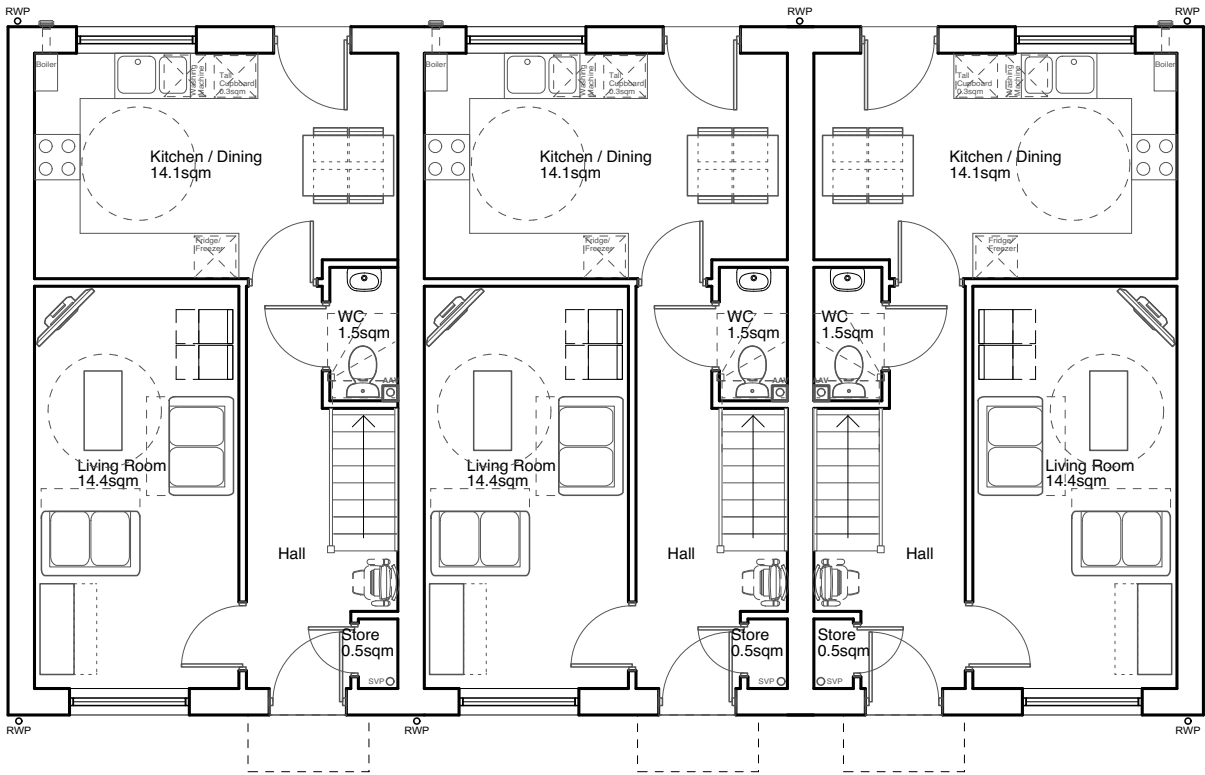 RWP
RWP
RWP
Boiler
Washing
Machine
Tall
Cupboard
0.3sqm
Kitchen / Dining
14.1sqm
Fridge/
Freezer
WC
1.5sqm
AAV
Living Room
14.4sqm
Hall
Store
0.5sqm
SVP
Boiler
Washing
Machine
Tall
Cupboard
0.3sqm
Kitchen / Dining
14.1sqm
Fridge/
Freezer
WC
1.5sqm
AAV
Living Room
14.4sqm
Hall
Store
0.5sqm
SVP
Tall
Cupboard
0.3sqm
Washing
Machine
Boiler
Kitchen / Dining
14.1sqm
Fridge/
Freezer
WC
1.5sqm
AAV
Living Room
14.4sqm
Hall
Store
0.5sqm
SVP
RWP
RWP
RWP